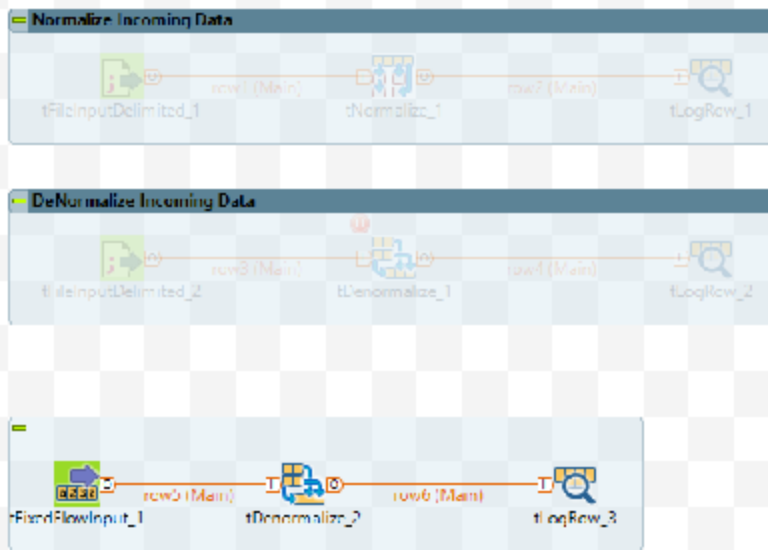 Normalize Incoming Data
row1 (Main)
row2 (Main)
tFileInputDelimited_1
tNormalize_1
tLogRow_1
DeNormalize Incoming Data
row3 (Main)
row4 (Main)
tFileInputDelimited_2
tDenormalize_1
tLogRow_2
row5 (Main)
row6 (Main)
tFixedFlowInput_1
tDenormalize_2
tLogRow_3